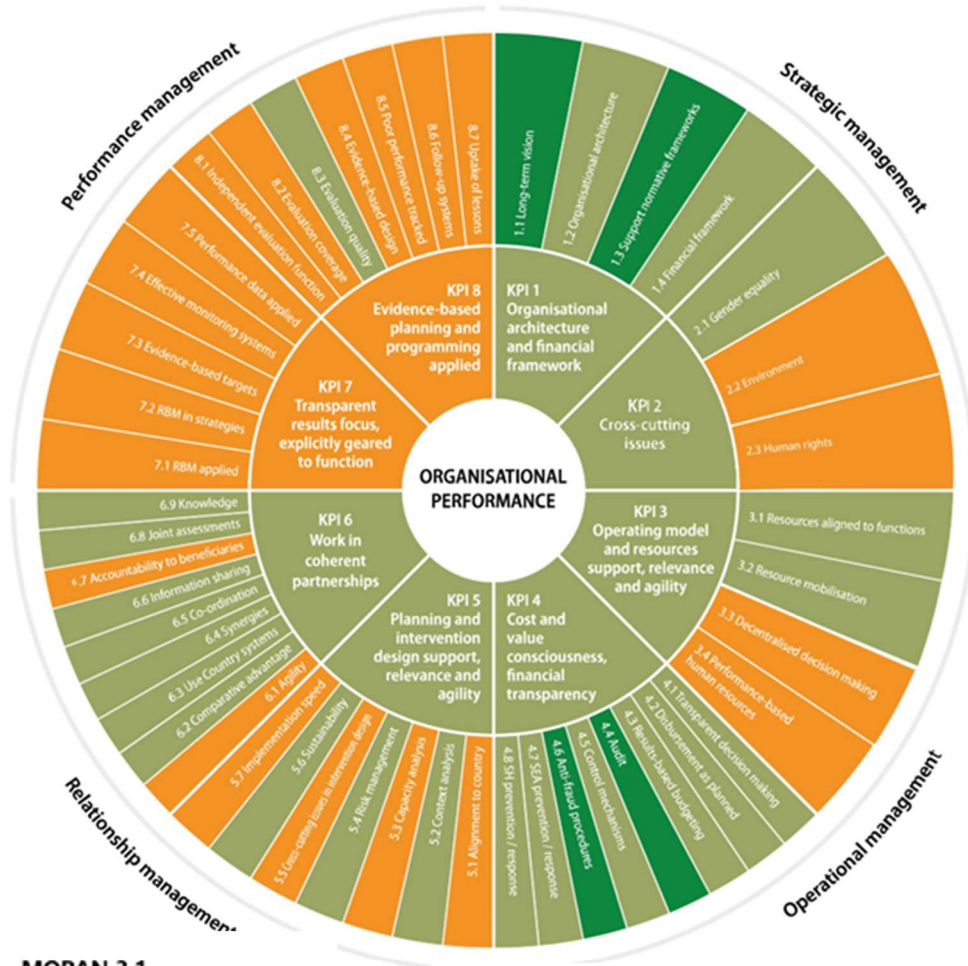 Performance management
Strategic management
Operational management
Relationship management
ORGANISATIONAL
PERFORMANCE
KPI 1
Organisational
architecture
and financial
framework
KPI 2
Cross-cutting
issues
KPI 3
Operating model
and resources
support, relevance
and agility
KPI 4
Cost and
value
consciousness,
financial
transparency
KPI 5
Planning and
intervention
design support,
relevance and
agility
KPI 6
Work in
coherent
partnerships
KPI 7
Transparent
results focus,
explicitly geared
to function
KPI 8
Evidence-based
planning and
programming
applied
1.1 Long-term vision
1.2 Organisational architecture
1.3 Support normative frameworks
1.4 Financial framework
2.1 Gender equality
2.2 Environment
2.3 Human rights
3.1 Resources aligned to functions
3.2 Resource mobilisation
3.3 Decentralised decision making
3.4 Performance-based
human resources
4.1 Transparent decision making
4.2 Disbursement as planned
4.3 Results-based budgeting
4.4 Audit
4.5 Control mechanisms
4.6 Anti-fraud procedures
4.7 SEA prevention / response
4.8 SH prevention / response
5.1 Alignment to country
5.2 Context analysis
5.3 Capacity analysis
5.4 Risk management
5.5 Cross-cutting issues in intervention design
5.6 Sustainability
5.7 Implementation speed
6.1 Agility
6.2 Comparative advantage
6.3 Use Country systems
6.4 Synergies
6.5 Co-ordination
6.6 Information sharing
6.7 Accountability to beneficiaries
6.8 Joint assessments
6.9 Knowledge
7.1 RBM applied
7.2 RBM in strategies
7.3 Evidence-based targets
7.4 Effective monitoring systems
7.5 Performance data applied
8.1 Independent evaluation function
8.2 Evaluation coverage
8.3 Evaluation quality
8.4 Evidence-based design
8.5 Poor performance tracked
8.6 Follow-up systems
8.7 Uptake of lessons
MOPAN 3.1